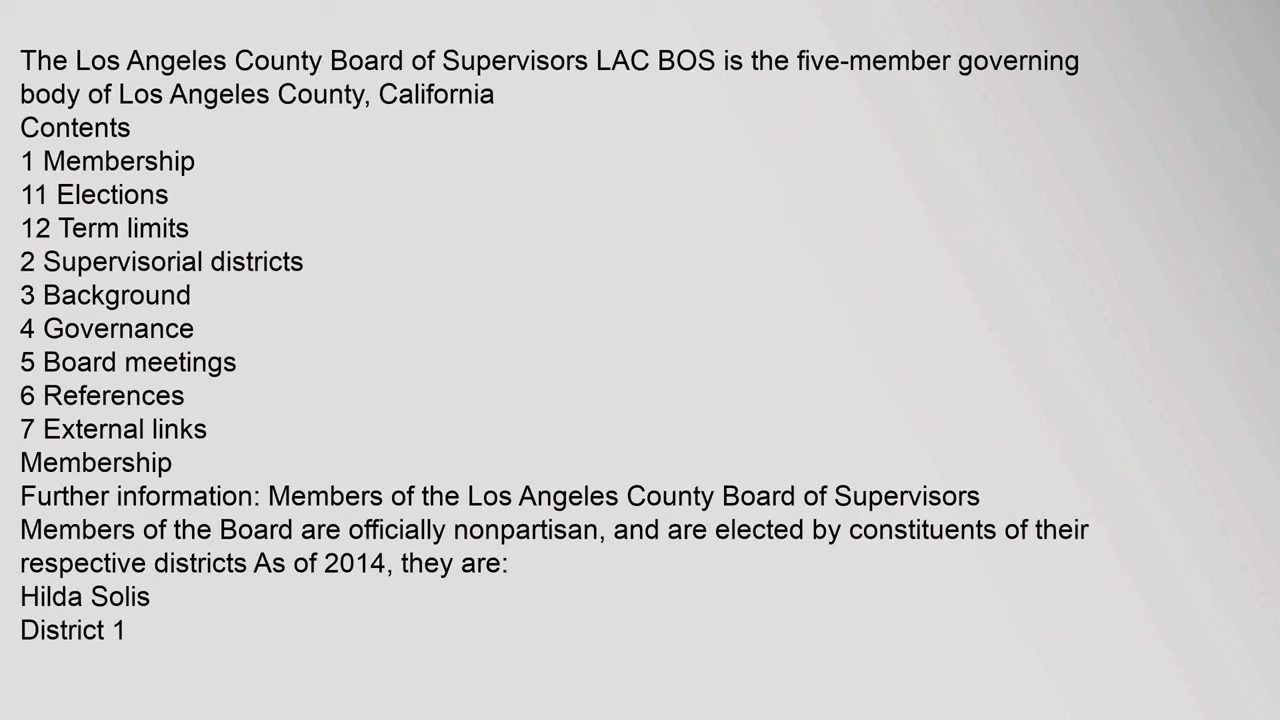 The Los Angeles County Board of Supervisors LAC BOS is the five-member governing
body of Los Angeles County, California
Contents
1 Membership
11 Elections
12 Term limits
2 Supervisorial districts
3 Background
4 Governance
5 Board meetings
6 References
7 External links
Membership
Further information: Members of the Los Angeles County Board of Supervisors
Members of the Board are officially nonpartisan, and are elected by constituents of their
respective districts As of 2014, they are:
Hilda Solis
District 1